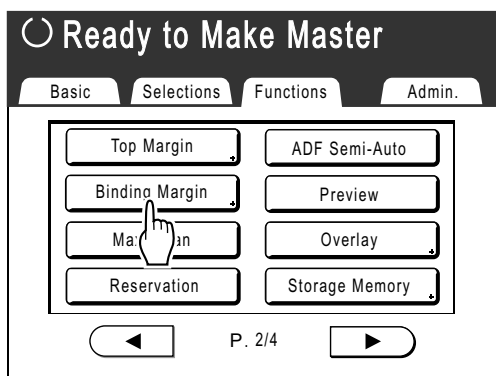 Ready to Make Master
Basic Selections Functions Admin.
Top Margin ADF Semi-Auto
Binding Margin Preview
Overlay
Reservation Storage Memory
P. 2/4